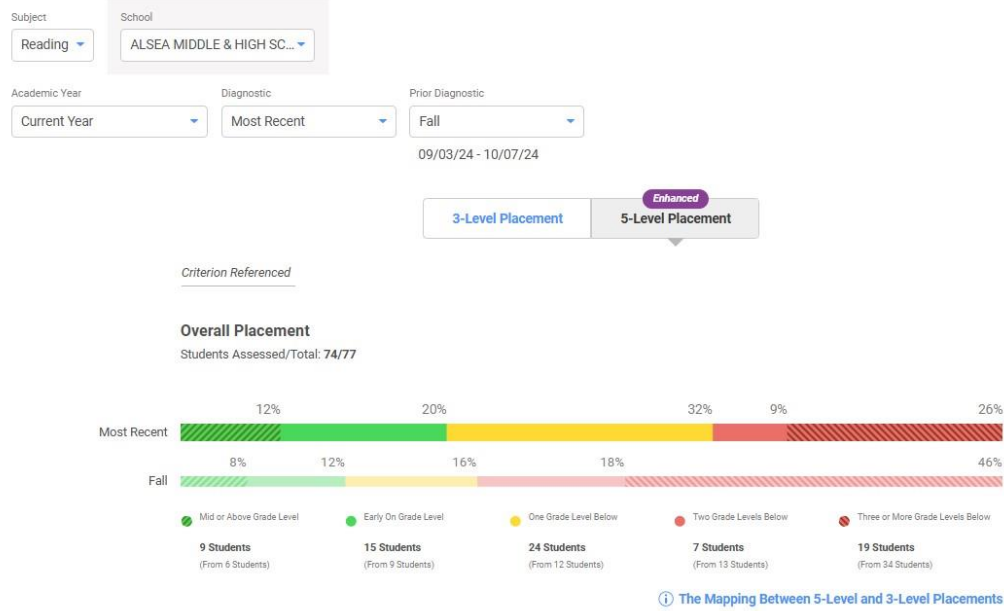 Subject School
Reading ALSEA MIDDLE & HIGH SC...
Academic Year Diagnostic Prior Diagnostic
Current Year Most Recent Fall
09/03/24 - 10/07/24
Enhanced
3-Level Placement 5-Level Placement
Criterion Referenced
Overall Placement
Students Assessed/Total: 74/77
12% 20% 32% 9% 26%
Most Recent
8% 12% 16% 18% 46%
Fall
Mid or Above Grade Level Early On Grade Level One Grade Level Below Two Grade Levels Below Three or More Grade Levels Below
9 Students 15 Students 24 Students 7 Students 19 Students
(From 6 Students) (From 9 Students) (From 12 Students) (From 13 Students) (From 34 Students)
The Mapping Between 5-Level and 3-Level Placements